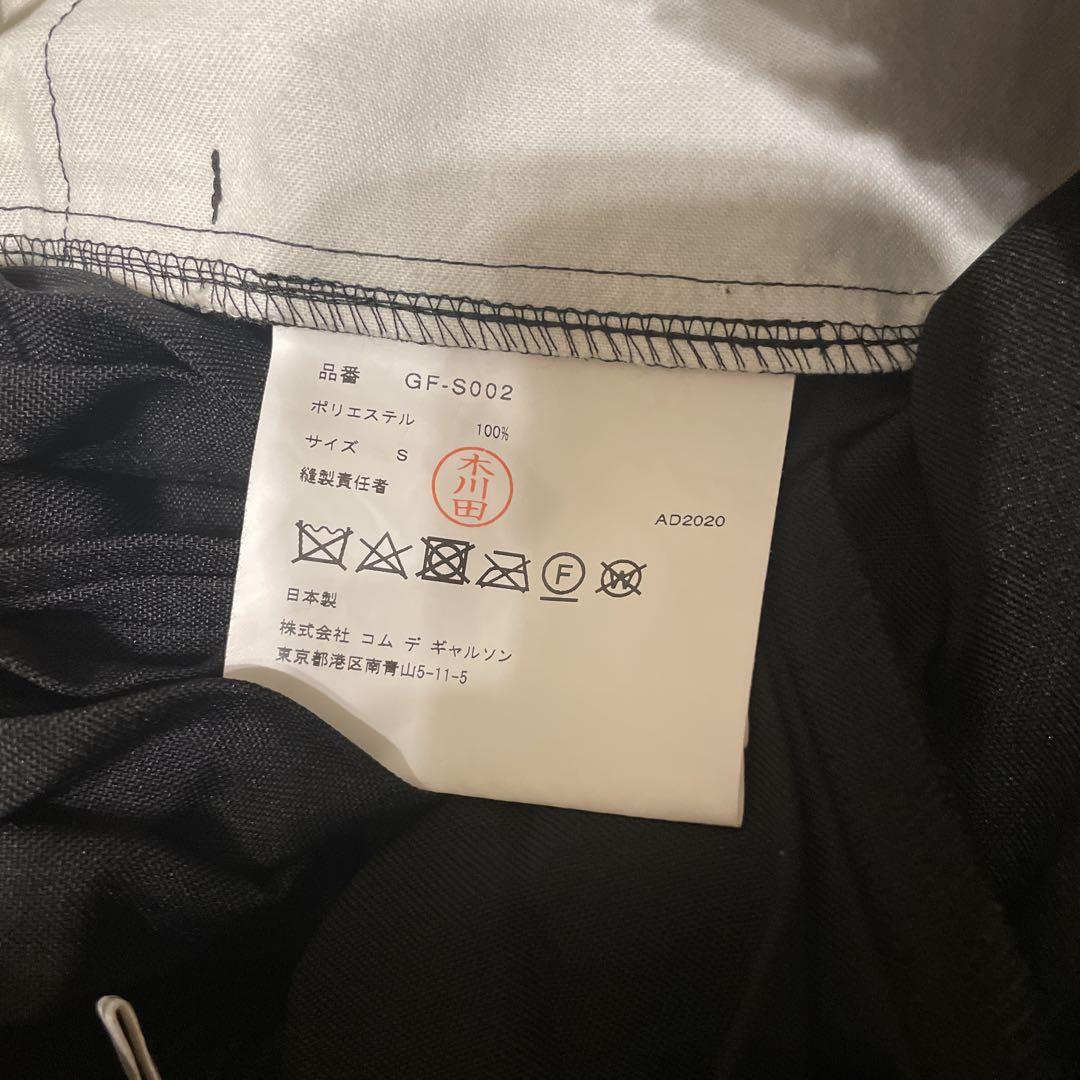 品番 GF-S002
ポリエステル 100%
サイズ S
縫製責任者 木川田
AD2020
F
W
日本製
株式会社 コム デ ギャルソン
東京都港区南青山5-11-5